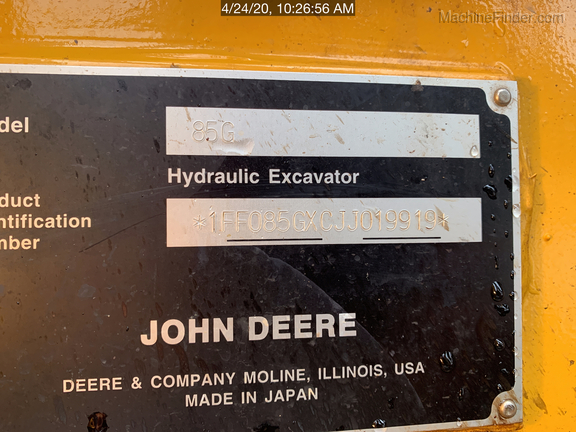 4/24/20, 10:26:56 AM
MachineFinder.com
del
85G
Hydraulic Excavator
duct
entification
mber
*1FF085GXCJJ019919*
JOHN DEERE
DEERE & COMPANY MOLINE, ILLINOIS, USA
MADE IN JAPAN